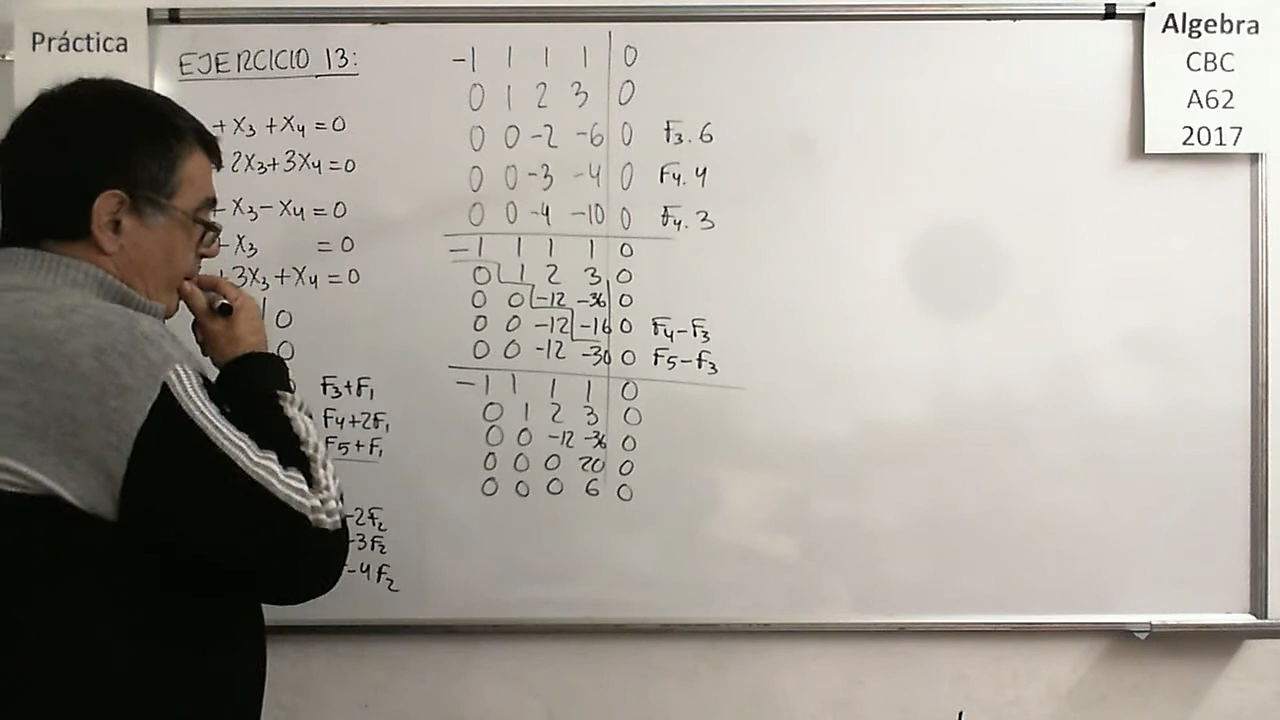 Práctica
EJERCICIO 13:
+ X3 + X4 = 0
2X3 + 3X4 = 0
- X3 - X4 = 0
- X3 = 0
+ 3X3 + X4 = 0
0
0
F3 + F1
F4 + 2F1
F5 + F1
- 2F2
- 3F2
- 4F2
-1 1 1 1 | 0
0 1 2 3 | 0
0 0 -2 -6 | 0 F3 . 6
0 0 -3 -4 | 0 F4 . 4
0 0 -4 -10 | 0 F4 . 3
-1 1 1 1 | 0
0 1 2 3 | 0
0 0 -12 -36 | 0
0 0 -12 -16 | 0 F4 - F3
0 0 -12 -30 | 0 F5 - F3
-1 1 1 1 | 0
0 1 2 3 | 0
0 0 -12 -36 | 0
0 0 0 20 | 0
0 0 0 6 | 0
Algebra
CBC
A62
2017